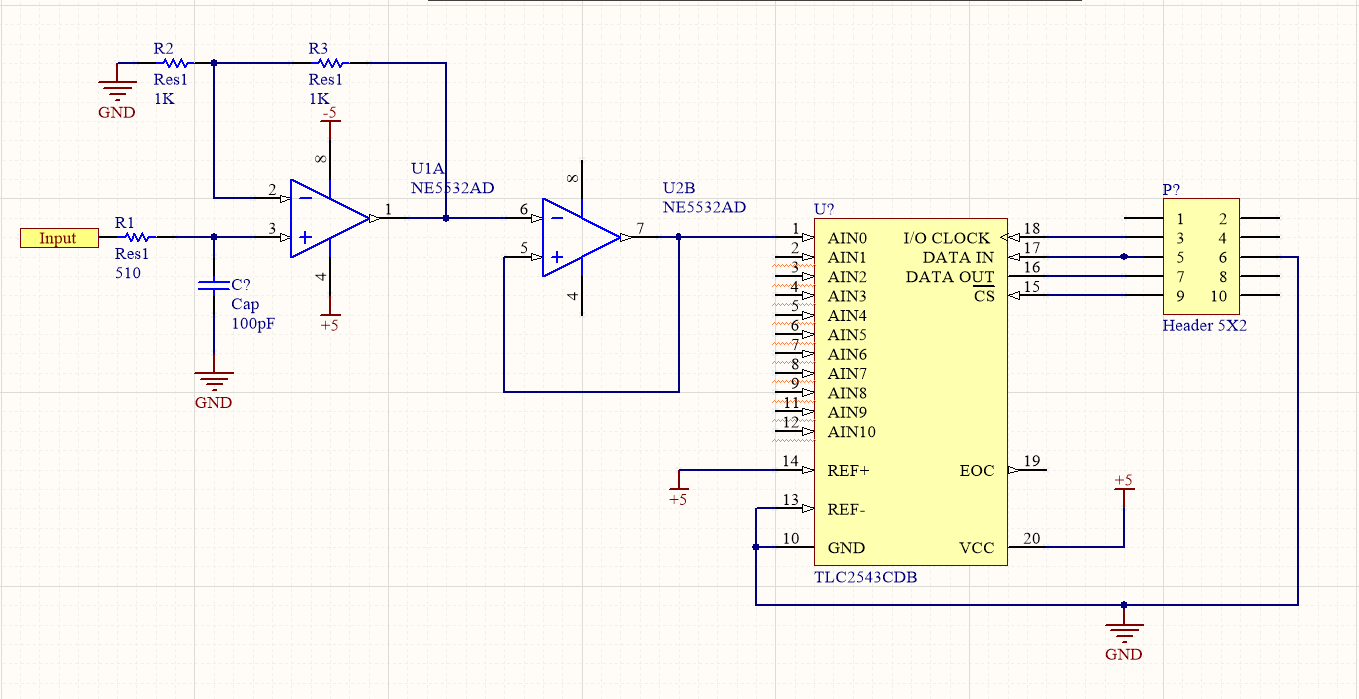 R2
Res1
1K
R3
Res1
1K
GND
-5
8
U1A
NE5532AD
2
1
3
4
+5
Input
R1
Res1
510
C?
Cap
100pF
GND
8
U2B
NE5532AD
6
7
5
4
U?
1 AIN0 I/O CLOCK 18
2 AIN1 DATA IN 17
3 AIN2 DATA OUT 16
4 AIN3 CS 15
5 AIN4
6 AIN5
7 AIN6
8 AIN7
9 AIN8
11 AIN9
12 AIN10
14 REF+ EOC 19
13 REF-
10 GND VCC 20
TLC2543CDB
+5
+5
GND
P?
1 2
3 4
5 6
7 8
9 10
Header 5X2